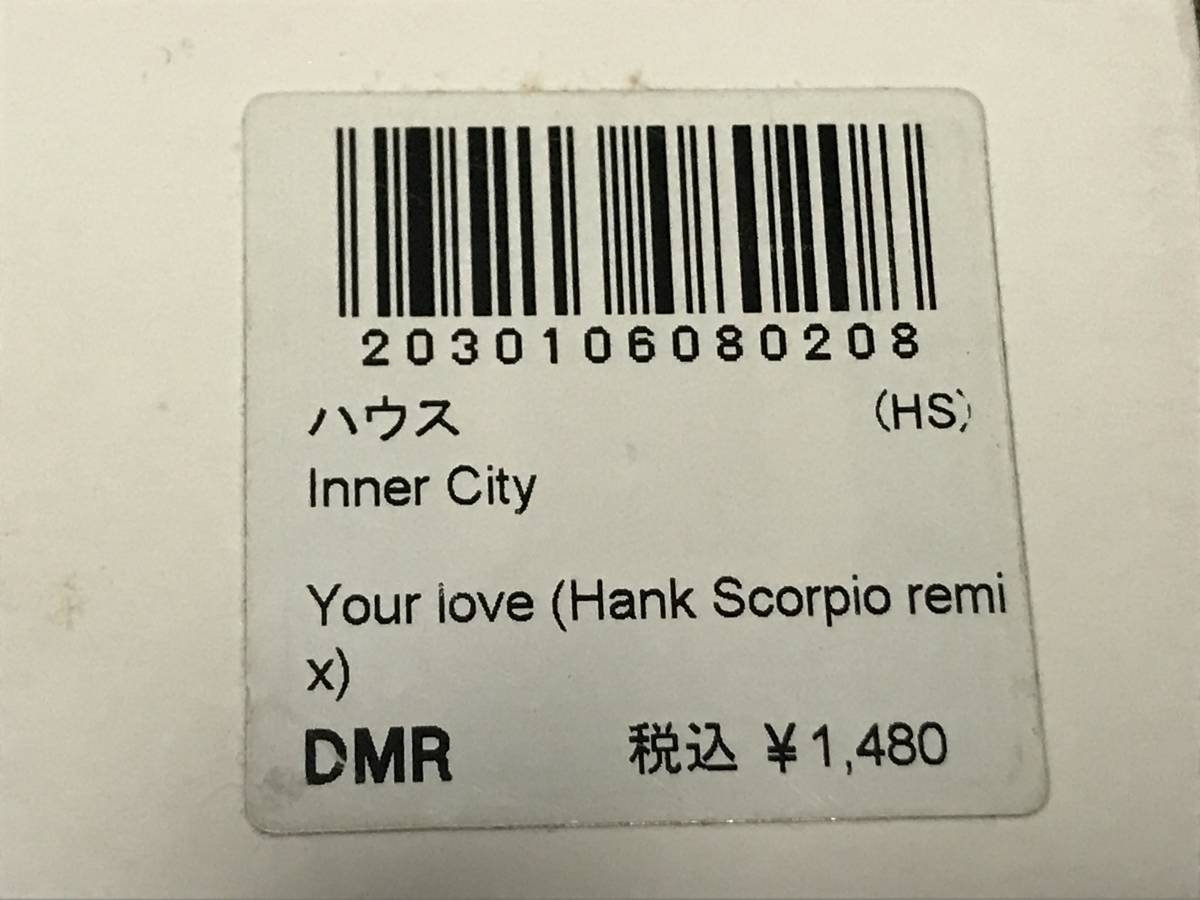 2030106080208
ハウス (HS)
Inner City
Your love (Hank Scorpio remi
x)
DMR 税込 ¥1,480